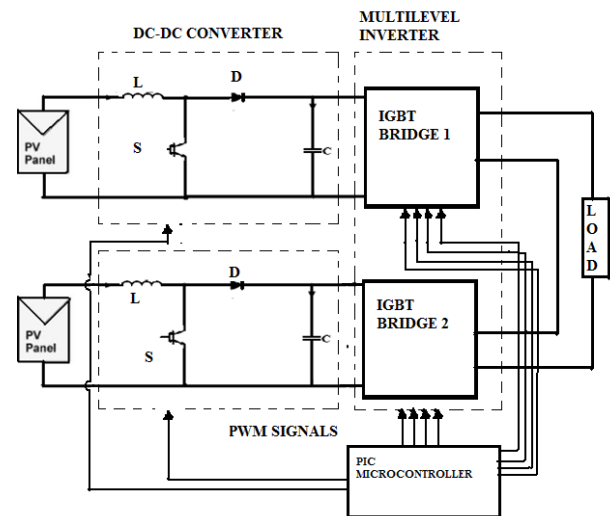 DC-DC CONVERTER
MULTILEVEL
INVERTER
L
D
S
C
PV
Panel
IGBT
BRIDGE 1
L
O
A
D
L
D
S
C
PV
Panel
IGBT
BRIDGE 2
PWM SIGNALS
PIC
MICROCONTROLLER